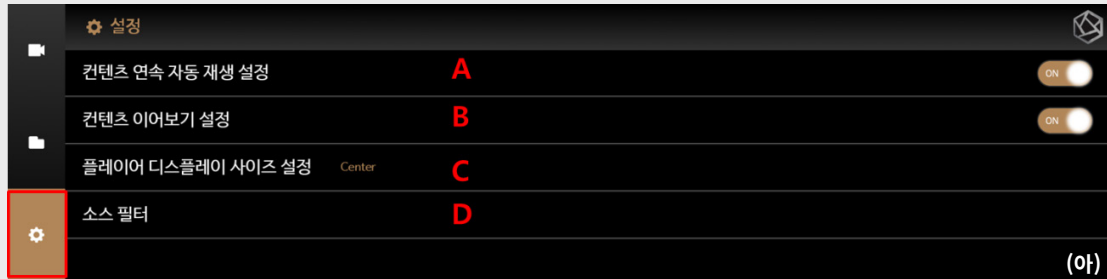 설정
컨텐츠 연속 자동 재생 설정 A ON
컨텐츠 이어보기 설정 B ON
플레이어 디스플레이 사이즈 설정 Center C
소스 필터 D
(아)